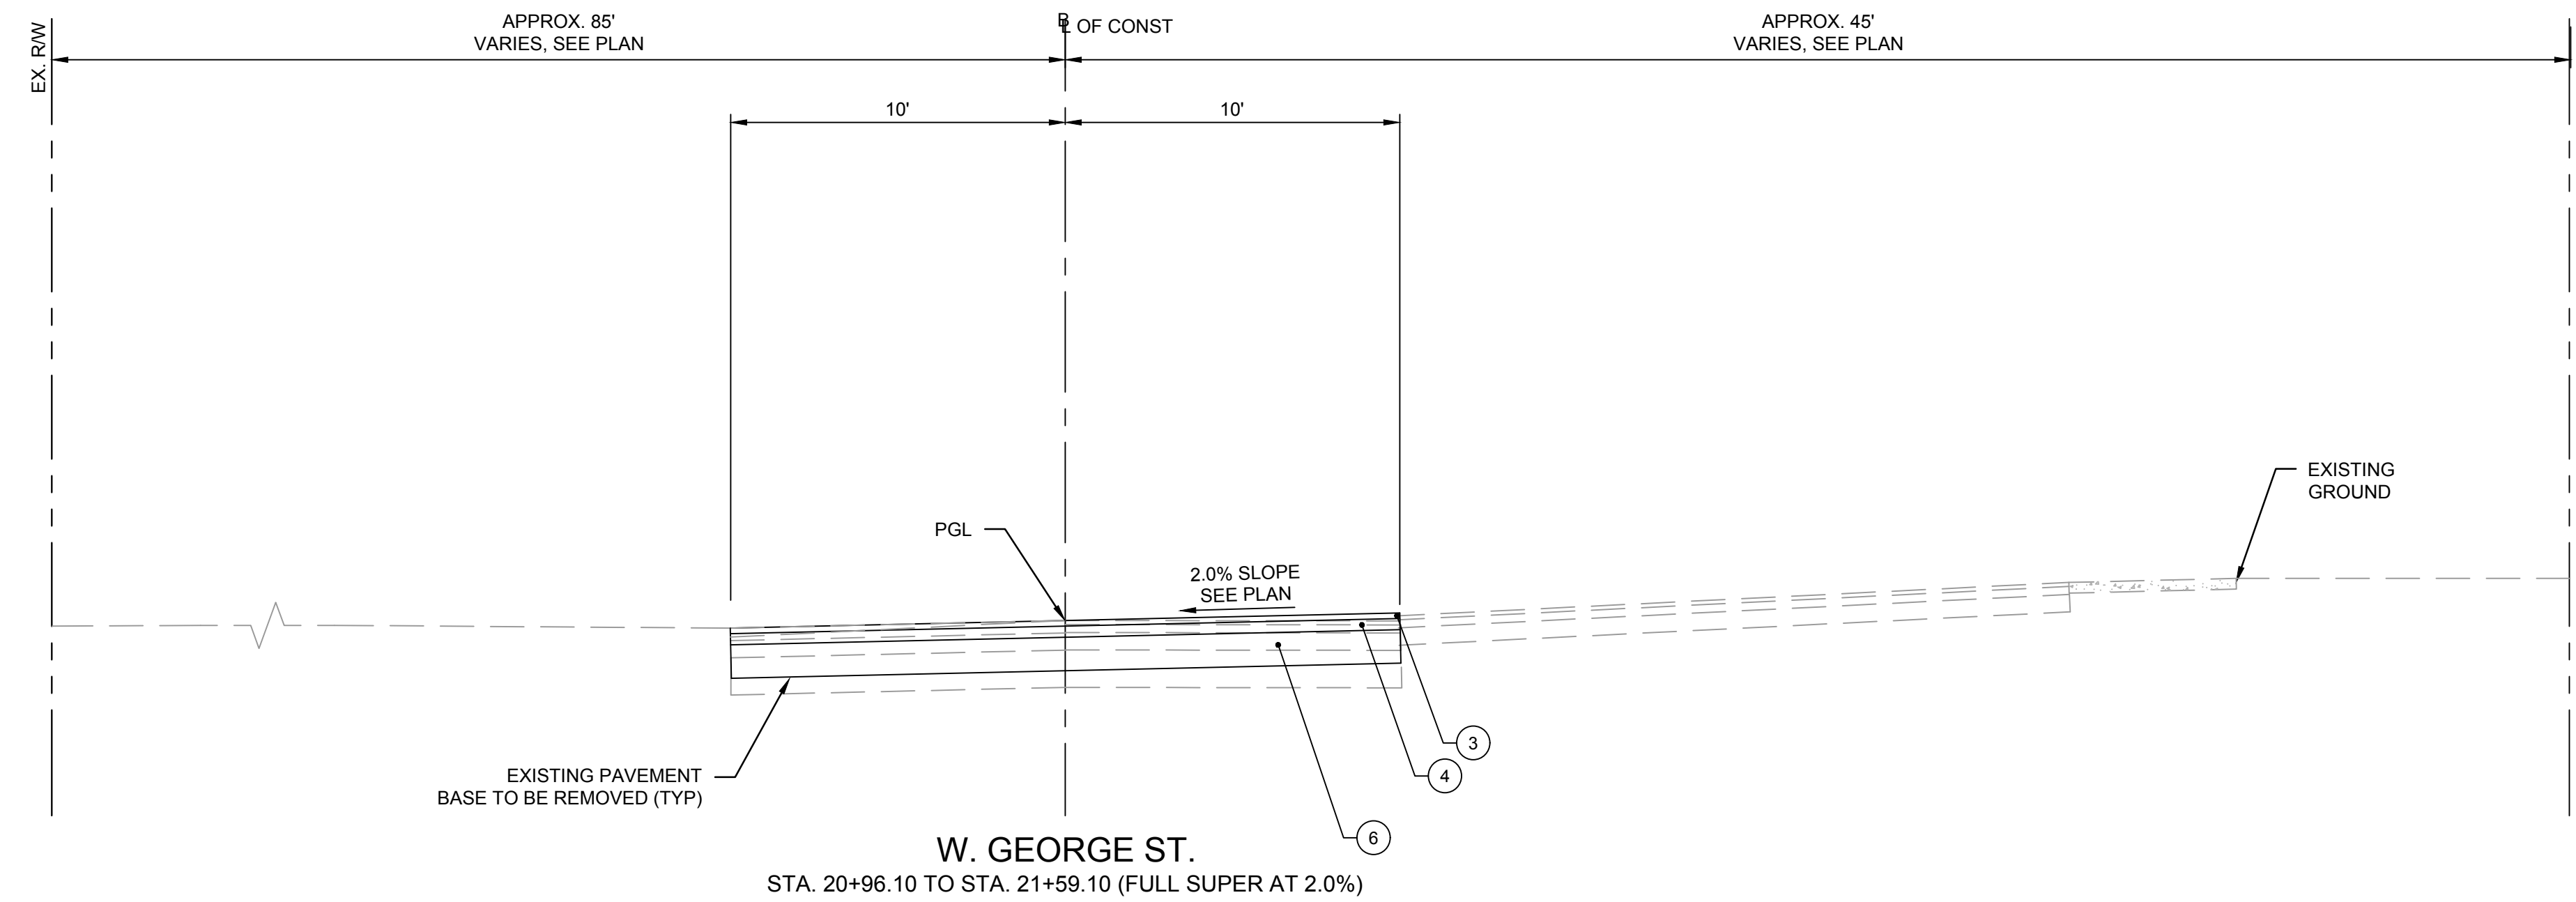 EX. R/W
APPROX. 85'
VARIES, SEE PLAN
BL OF CONST
APPROX. 45'
VARIES, SEE PLAN
10'
10'
EXISTING
GROUND
PGL
2.0% SLOPE
SEE PLAN
3
EXISTING PAVEMENT
BASE TO BE REMOVED (TYP)
4
6
W. GEORGE ST.
STA. 20+96.10 TO STA. 21+59.10 (FULL SUPER AT 2.0%)